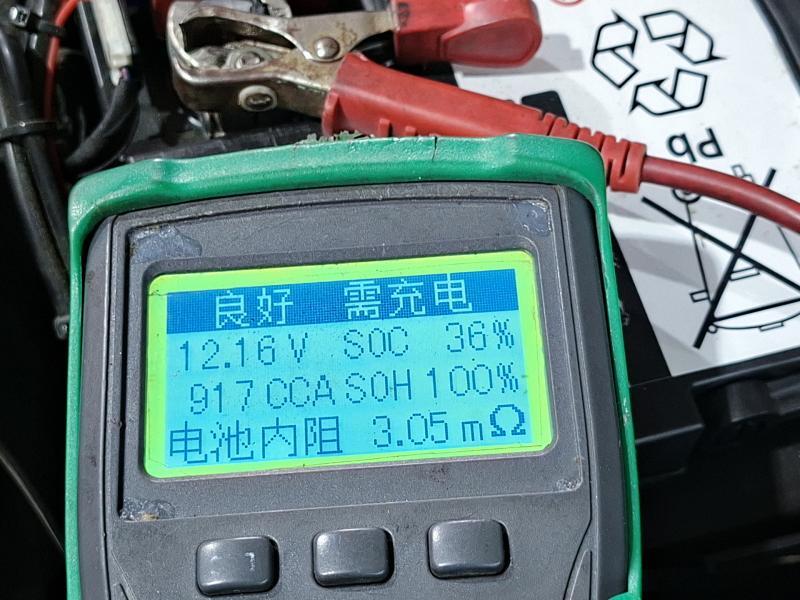 良好 需充电
12.16V SOC 36%
917CCA SOH 100%
电池内阻 3.05mΩ
Pb